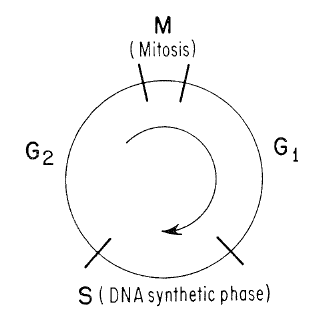 M
(Mitosis)
G2
G1
S (DNA synthetic phase)